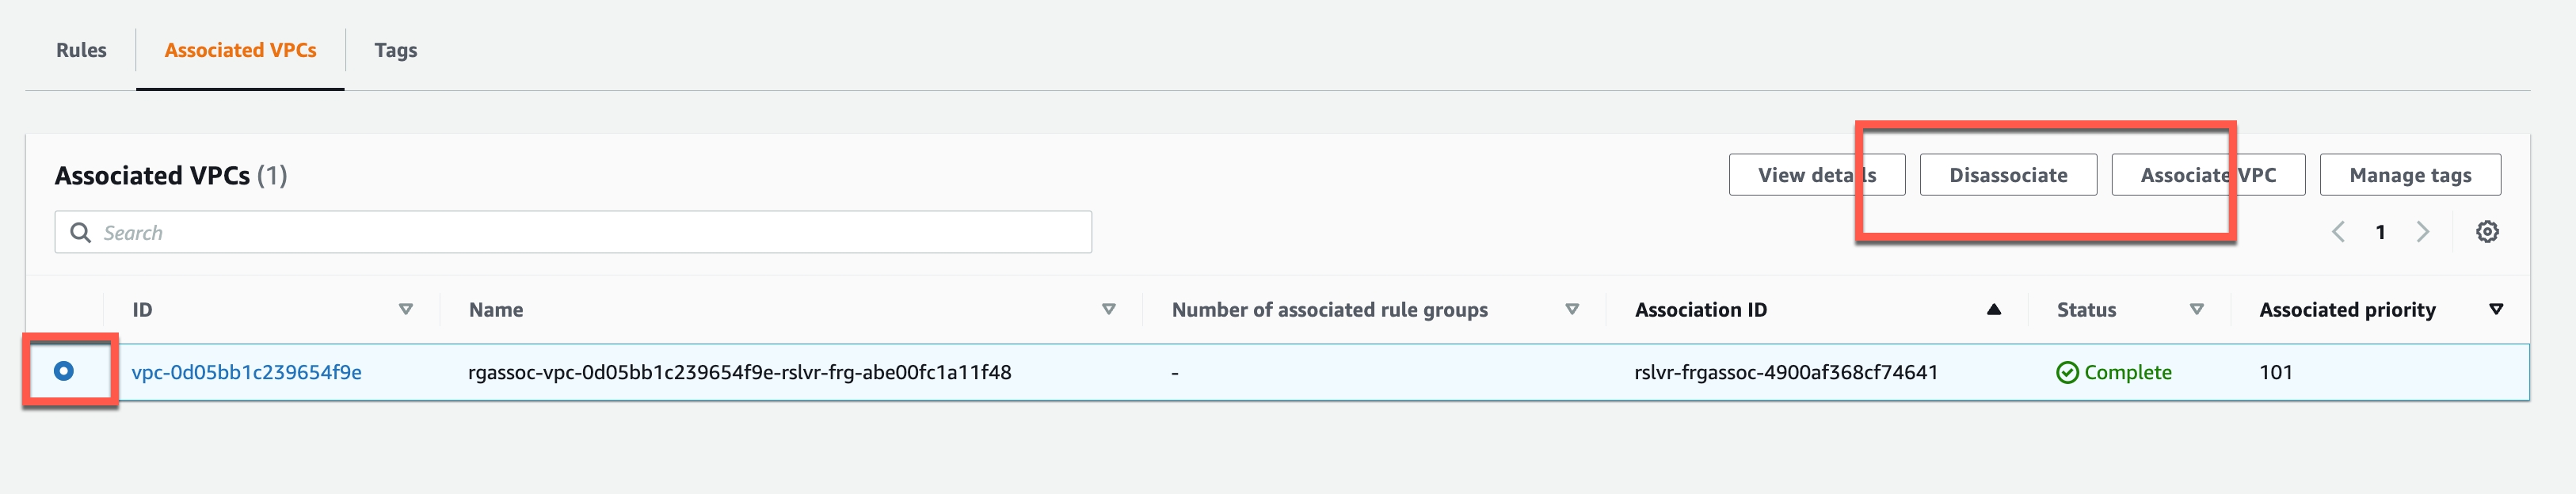 Rules Associated VPCs Tags
Associated VPCs (1) View details Disassociate Associate VPC Manage tags
Search 1
ID Name Number of associated rule groups Association ID Status Associated priority
vpc-0d05bb1c239654f9e rgassoc-vpc-0d05bb1c239654f9e-rslvr-frg-abe00fc1a11f48 - rslvr-frgassoc-4900af368cf74641 Complete 101